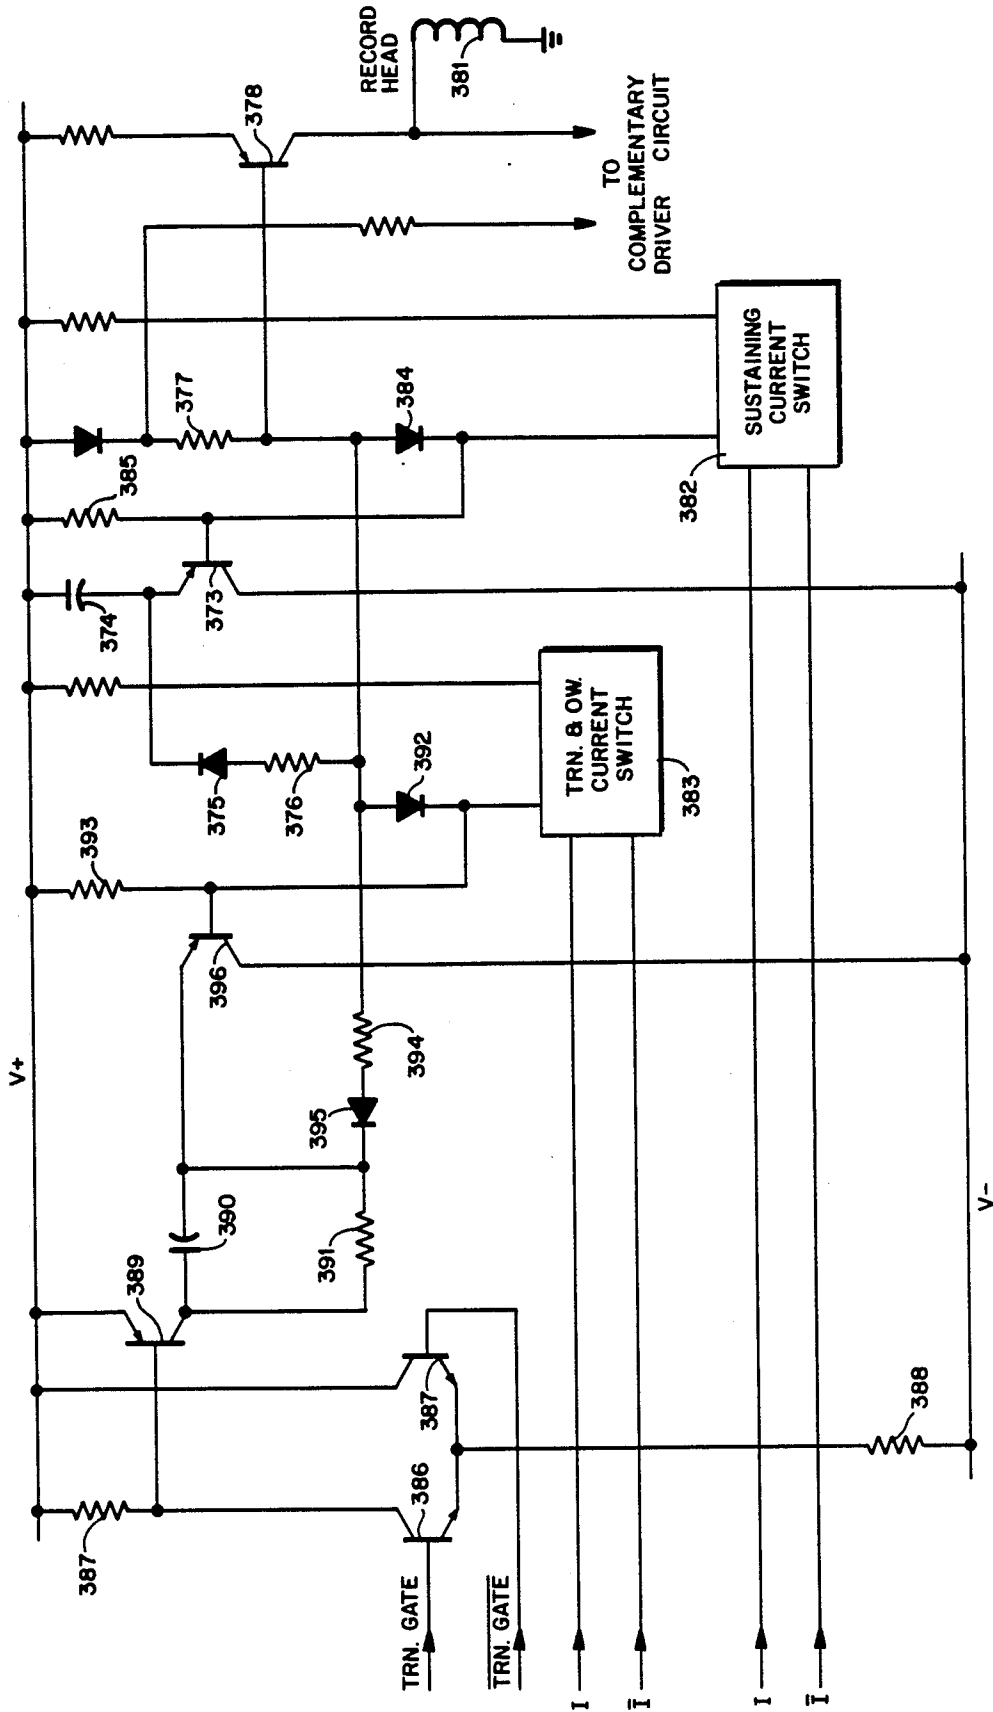 V+
387
389
390
391
395
394
396
393
375
376
392
374
373
385
377
384
378
RECORD
HEAD
381
TO
COMPLEMENTARY
DRIVER CIRCUIT
TRN. & OW.
CURRENT
SWITCH
383
SUSTAINING
CURRENT
SWITCH
382
386
387
388
TRN. GATE
T̅R̅N̅.̅ ̅G̅A̅T̅E̅
I
I̅
I
I̅
V-